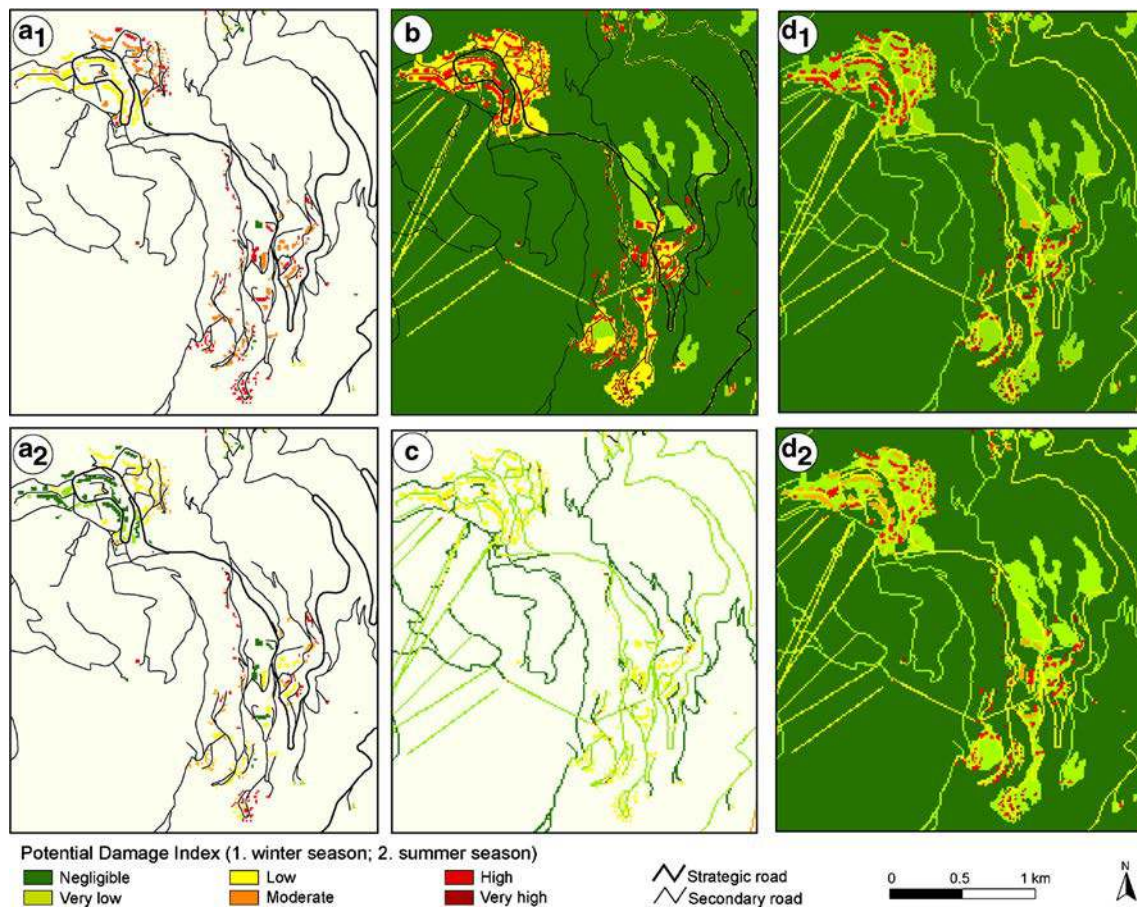 a1
b
d1
a2
c
d2
Potential Damage Index (1. winter season; 2. summer season)
Negligible Low High Strategic road
Very low Moderate Very high Secondary road
0 0.5 1 km
N